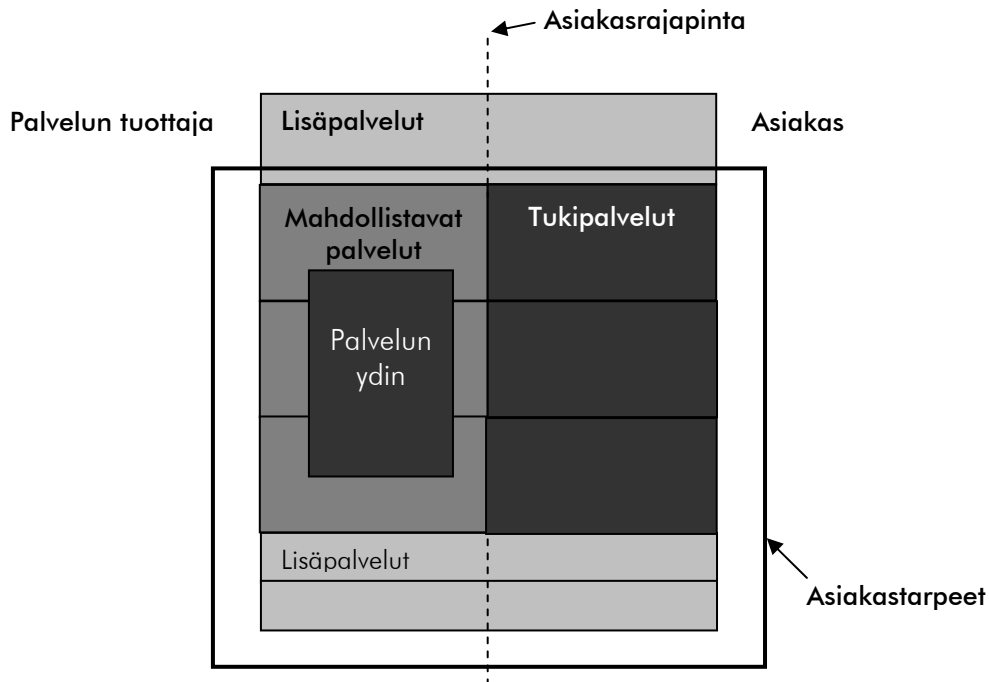 Asiakasrajapinta
Palvelun tuottaja
Lisäpalvelut
Asiakas
Mahdollistavat
palvelut
Tukipalvelut
Palvelun
ydin
Lisäpalvelut
Asiakastarpeet